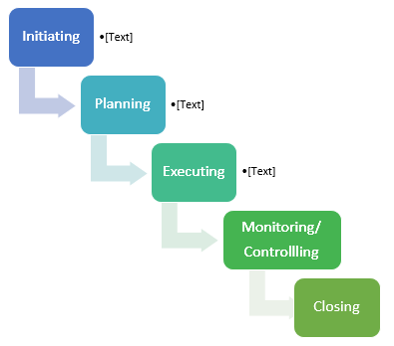 Initiating
•[Text]
Planning
•[Text]
Executing
•[Text]
Monitoring/
Controllling
Closing